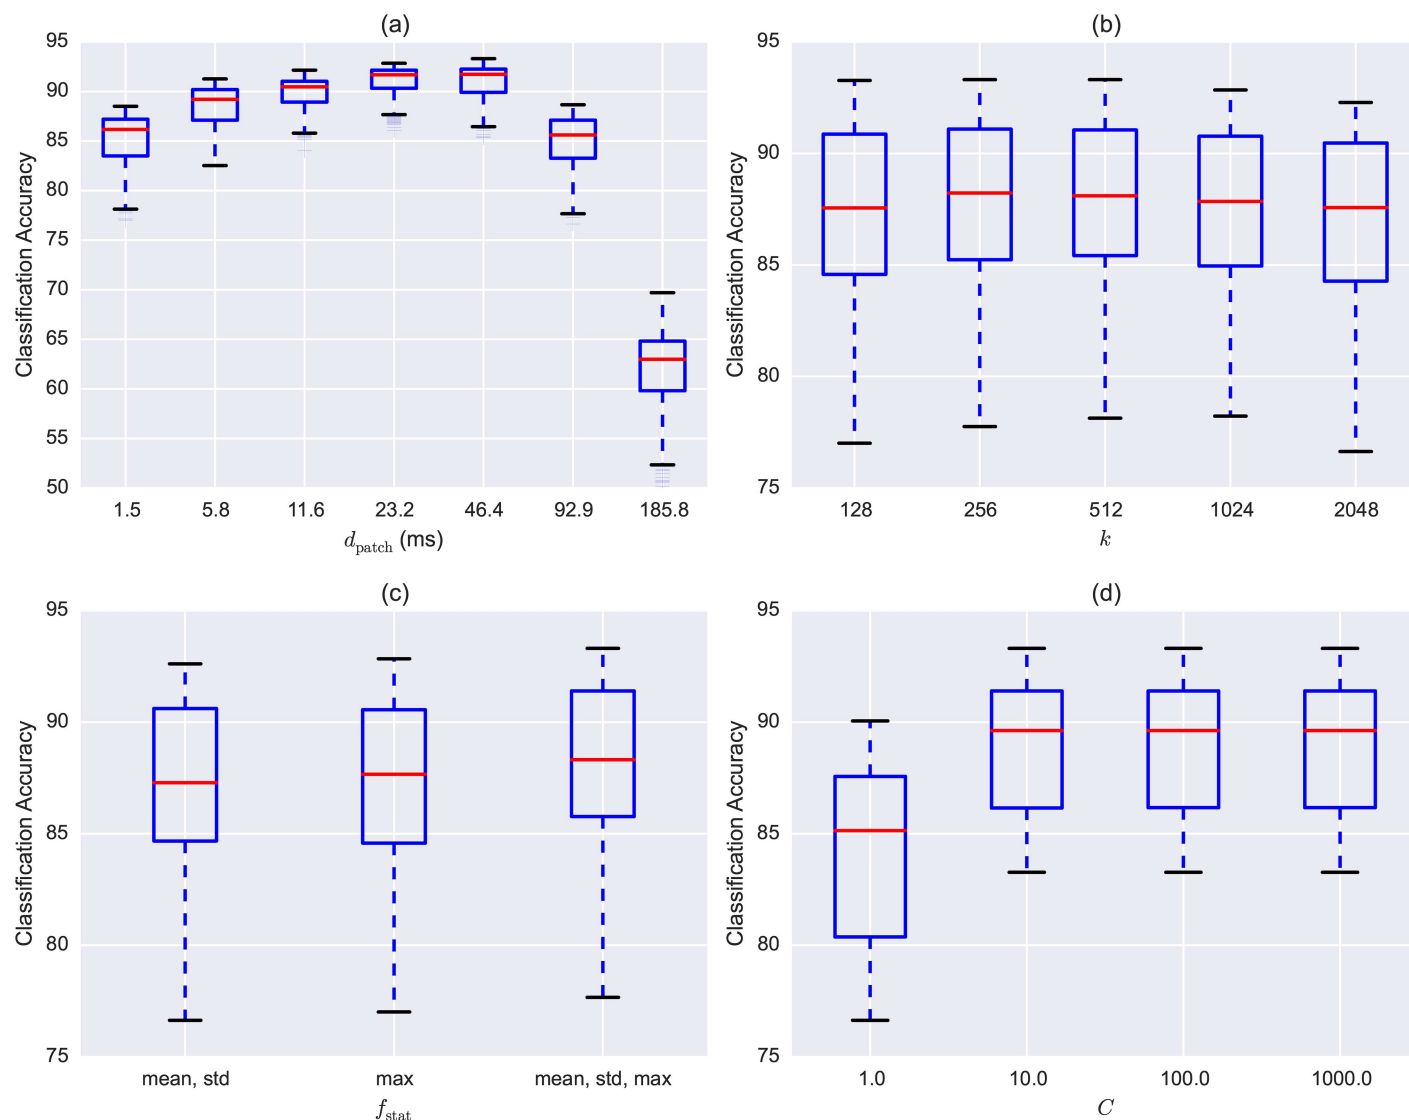 (a)
95
90
85
80
75
70
65
60
55
50
Classification Accuracy
1.5 5.8 11.6 23.2 46.4 92.9 185.8
d_patch (ms)
(b)
95
90
85
80
75
Classification Accuracy
128 256 512 1024 2048
k
(c)
95
90
85
80
75
Classification Accuracy
mean, std max mean, std, max
f_stat
(d)
95
90
85
80
75
Classification Accuracy
1.0 10.0 100.0 1000.0
C